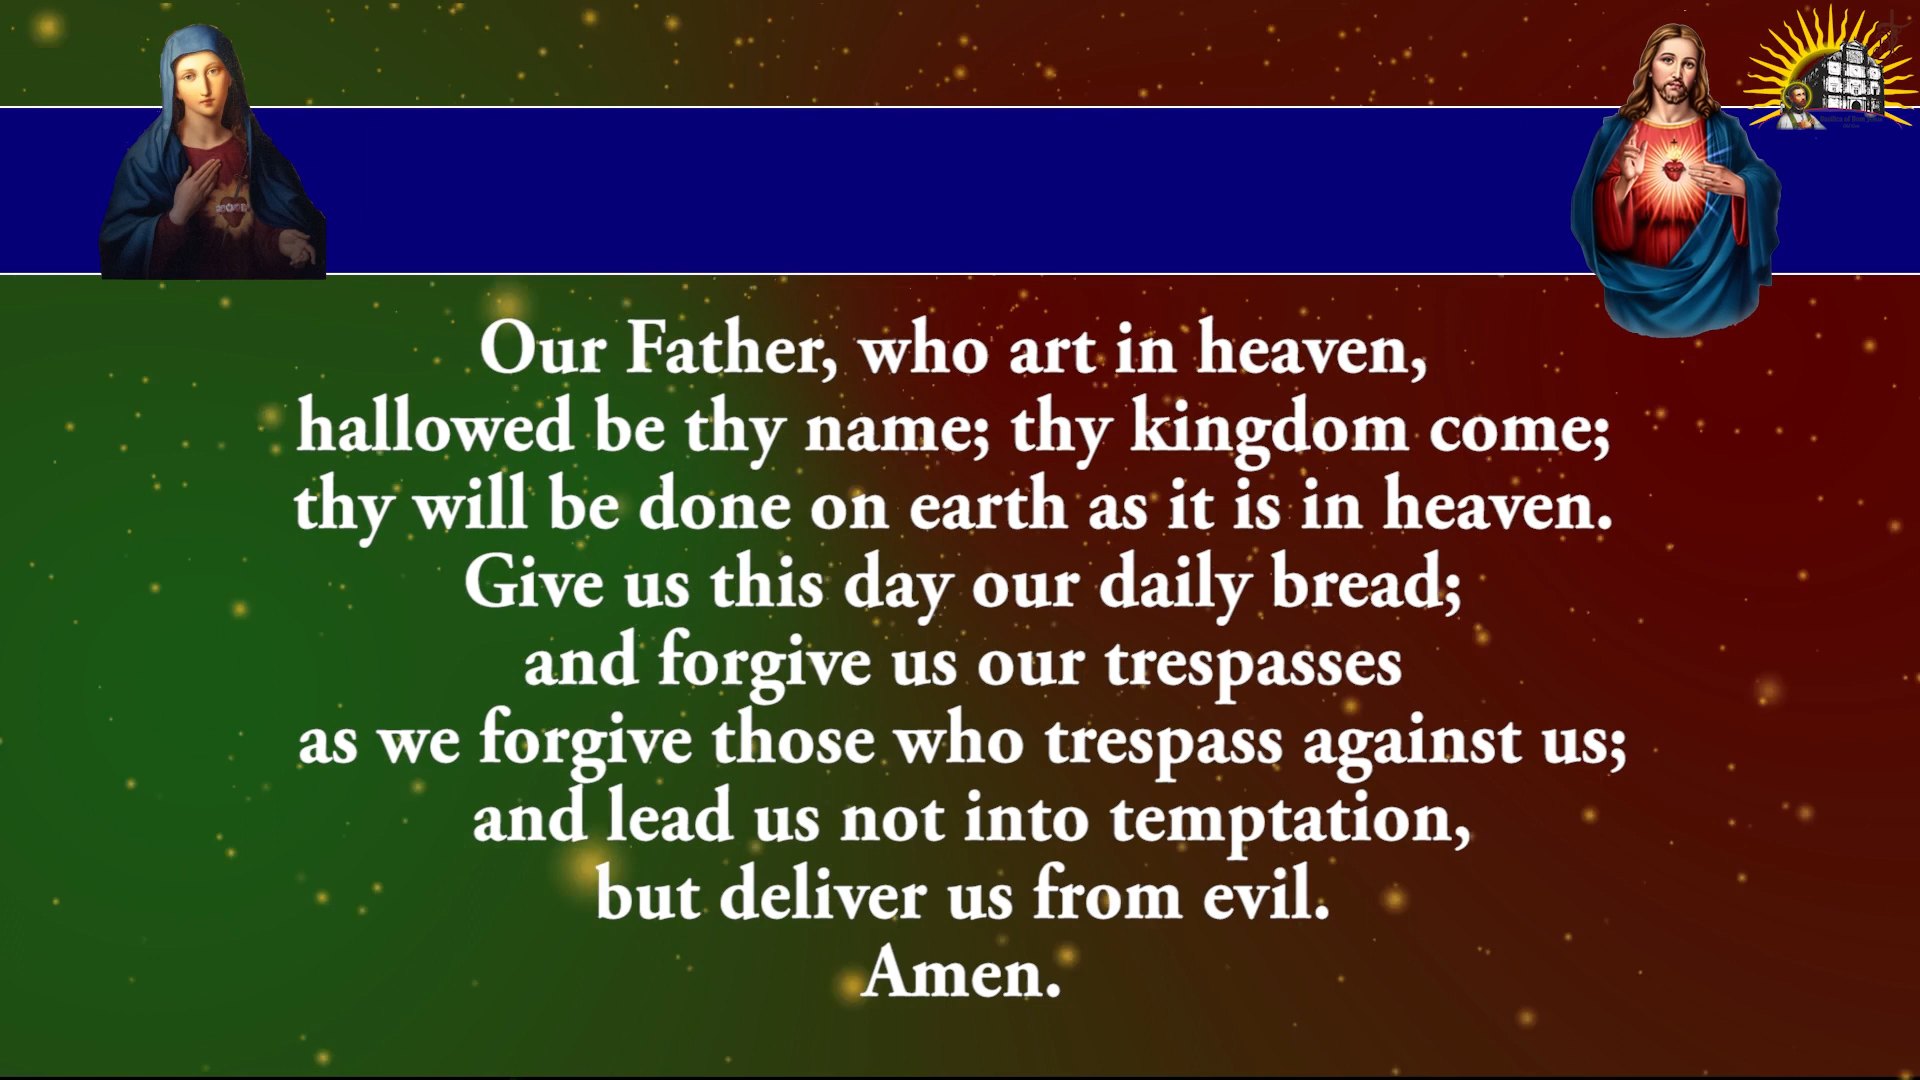 Our Father, who art in heaven,
hallowed be thy name; thy kingdom come;
thy will be done on earth as it is in heaven.
Give us this day our daily bread;
and forgive us our trespasses
as we forgive those who trespass against us;
and lead us not into temptation,
but deliver us from evil.
Amen.